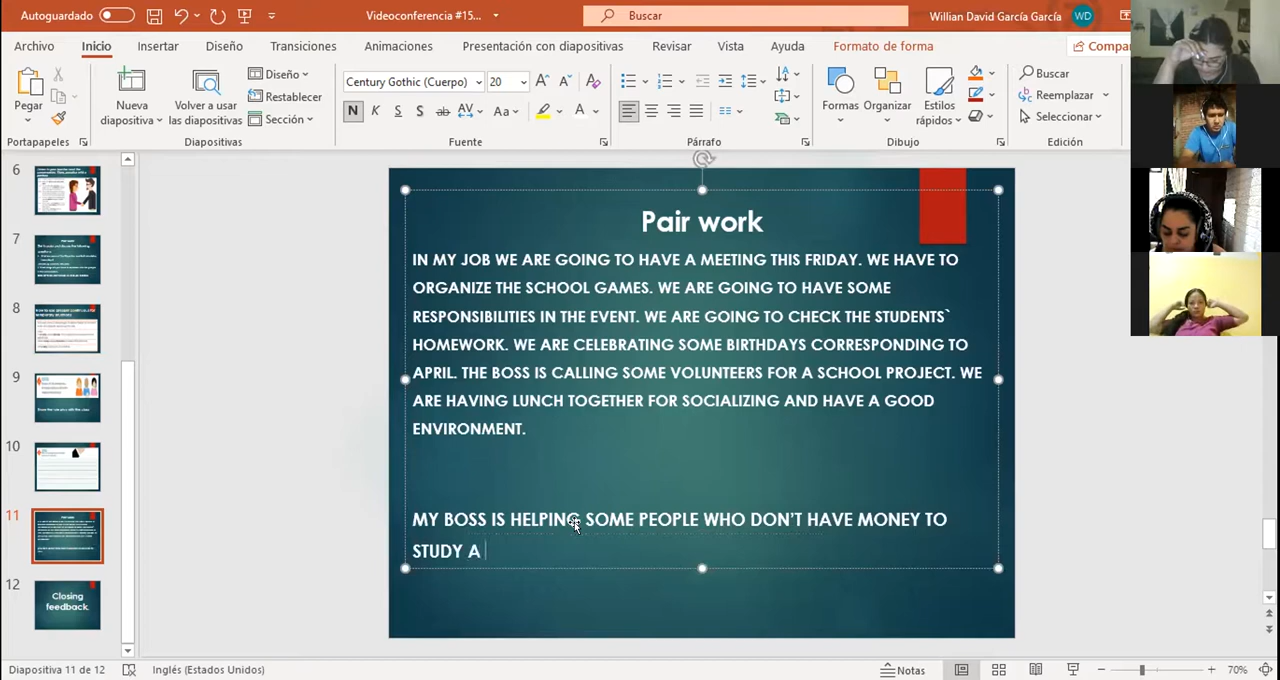 Autoguardado
Videoconferencia #15...
Buscar
Willian David García García
WD
Archivo
Inicio
Insertar
Diseño
Transiciones
Animaciones
Presentación con diapositivas
Revisar
Vista
Ayuda
Formato de forma
Compar
Pegar
Nueva diapositiva
Volver a usar las diapositivas
Diseño
Restablecer
Sección
Century Gothic (Cuerpo)
20
N K S S ab AV Aa A
Formas
Organizar
Estilos rápidos
Buscar
Reemplazar
Seleccionar
Portapapeles
Diapositivas
Fuente
Párrafo
Dibujo
Edición
6
7
8
9
10
11
12
Closing feedback.
Pair work
IN MY JOB WE ARE GOING TO HAVE A MEETING THIS FRIDAY. WE HAVE TO
ORGANIZE THE SCHOOL GAMES. WE ARE GOING TO HAVE SOME
RESPONSIBILITIES IN THE EVENT. WE ARE GOING TO CHECK THE STUDENTS`
HOMEWORK. WE ARE CELEBRATING SOME BIRTHDAYS CORRESPONDING TO
APRIL. THE BOSS IS CALLING SOME VOLUNTEERS FOR A SCHOOL PROJECT. WE
ARE HAVING LUNCH TOGETHER FOR SOCIALIZING AND HAVE A GOOD
ENVIRONMENT.
MY BOSS IS HELPING SOME PEOPLE WHO DON'T HAVE MONEY TO
STUDY A
Diapositiva 11 de 12
Inglés (Estados Unidos)
Notas
70%